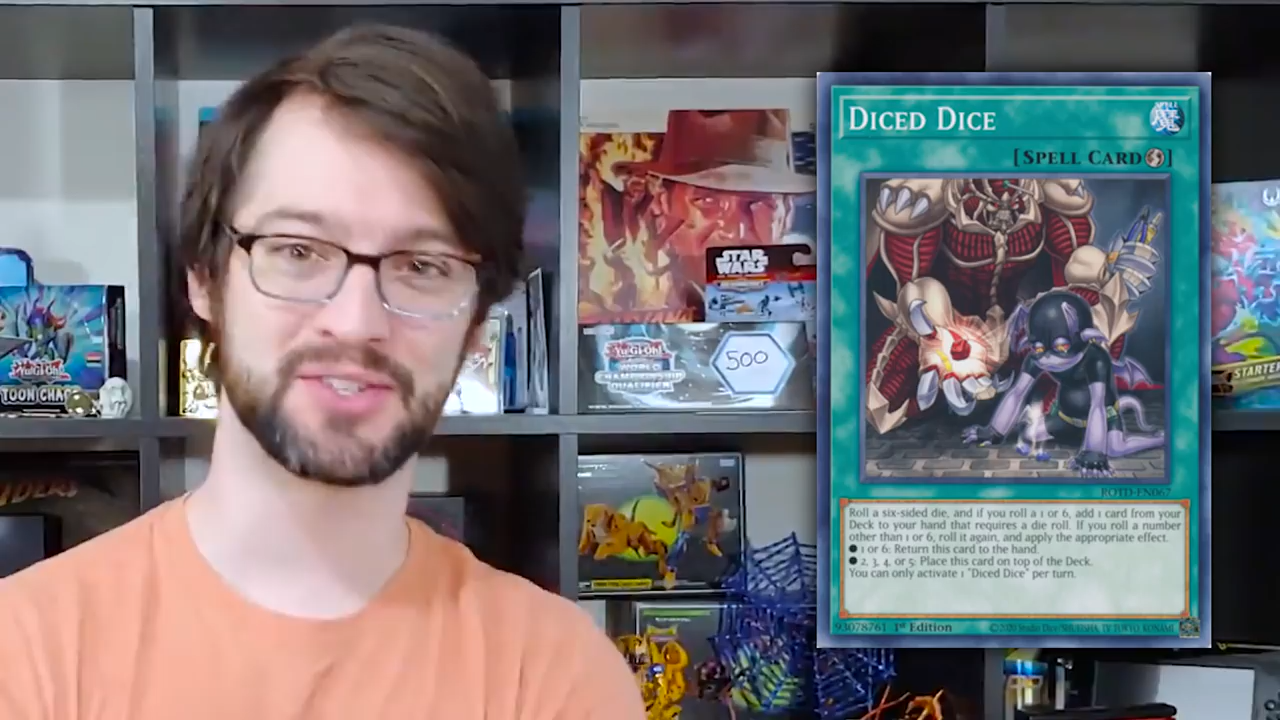 DICED DICE
[SPELL CARD]
ROTD-EN067
Roll a six-sided die, and if you roll a 1 or 6, add 1 card from your
Deck to your hand that requires a die roll. If you roll a number
other than 1 or 6, roll it again, and apply the appropriate effect.
● 1 or 6: Return this card to the hand.
● 2, 3, 4, or 5: Place this card on top of the Deck.
You can only activate 1 "Diced Dice" per turn.
93078761 1st Edition
STAR
WARS
Yu-Gi-Oh!
WORLD
CHAMPIONSHIP
QUALIFIER
500
Yu-Gi-Oh!
TOON CHA
STARTER